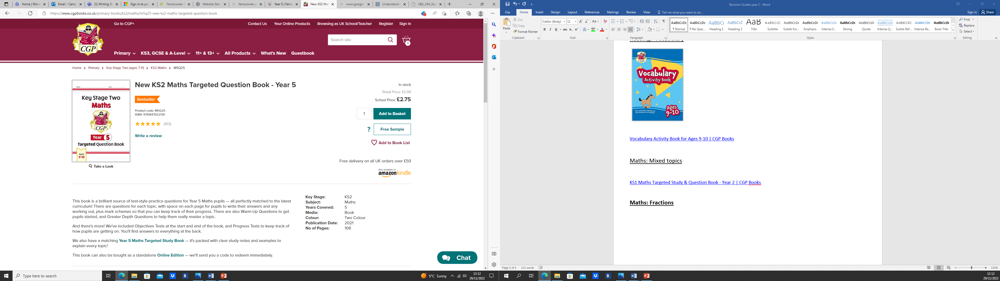 Home | Micro
Email - Carley
(1) Writing (E
Sign in to you
Feniscowles P
Website Stati
feniscowles p
Year 5 | Fenis
New KS2 Mat
www.google
Understandin
S&S_UM_Geo
https://www.cgpbooks.co.uk/primary-books/ks2/maths/m5q25-new-ks2-maths-targeted-question-book
Go to CGP+
Contact Us
Your Online Products
Browsing as UK School/Teacher
Register
Sign In
CGP
Search site
0
Primary
KS3, GCSE & A-Level
11+ & 13+
All Products
What's New
Guestbook
Home > Primary > Key Stage Two (ages 7-11) > KS2 Maths > M5Q25
Key Stage Two
Maths
CGP
Year 5
Targeted Question Book
Ages
9-10
Take a Look
New KS2 Maths Targeted Question Book - Year 5
Bestseller
Product code: M5Q25
ISBN: 9781847622136
(103)
Write a review
In stock
Retail Price: £5.99
School Price: £2.75
1
Add to Basket
? Free Sample
Add to Book List
Free delivery on all UK orders over £50
Also available on
amazonkindle
This book is a brilliant source of test-style practice questions for Year 5 Maths pupils — all perfectly matched to the latest
curriculum! There are questions for each topic, with space on each page for pupils to write their answers and any
working out, plus mark schemes so that you can keep track of their progress. There are also Warm-Up Questions to get
pupils started, and Greater Depth Questions to help them really master a topic.
And there's more! We've included Objectives Tests at the start and end of the book, and Progress Tests to keep track of
how pupils are getting on. You'll find answers to everything at the back.
We also have a matching Year 5 Maths Targeted Study Book — it's packed with clear study notes and examples to
explain every topic!
This book can also be bought as a standalone Online Edition — we'll send you a code to redeem immediately.
Key Stage: KS2
Subject: Maths
Years Covered: 5
Media: Book
Colour: Two Colour
Publication Date: 2021
No of Pages: 108
Chat
Type here to search
5°C Sunny
13:12
29/11/2022
Revision Guides year 2 - Word
File
Home
Insert
Design
Layout
References
Mailings
Review
View
Tell me what you want to do...
Sign in
Share
Paste
Cut
Copy
Format Painter
Clipboard
Calibri (Body)
11
Font
Paragraph
¶ Normal
¶ No Spac...
Heading 1
Heading 2
Title
Subtitle
Subtle Em...
Emphasis
Intense E...
Strong
Quote
Intense Q...
Subtle Ref...
Intense Re...
Book Title
Styles
Find
Replace
Select
Editing
CGP
Vocabulary
Activity Book
Ages
9-10
Vocabulary Activity Book for Ages 9-10 | CGP Books
Maths: Mixed topics
KS1 Maths Targeted Study & Question Book - Year 2 | CGP Books
Maths: Fractions
Page 2 of 3
131 words
130%
13:12
29/11/2022